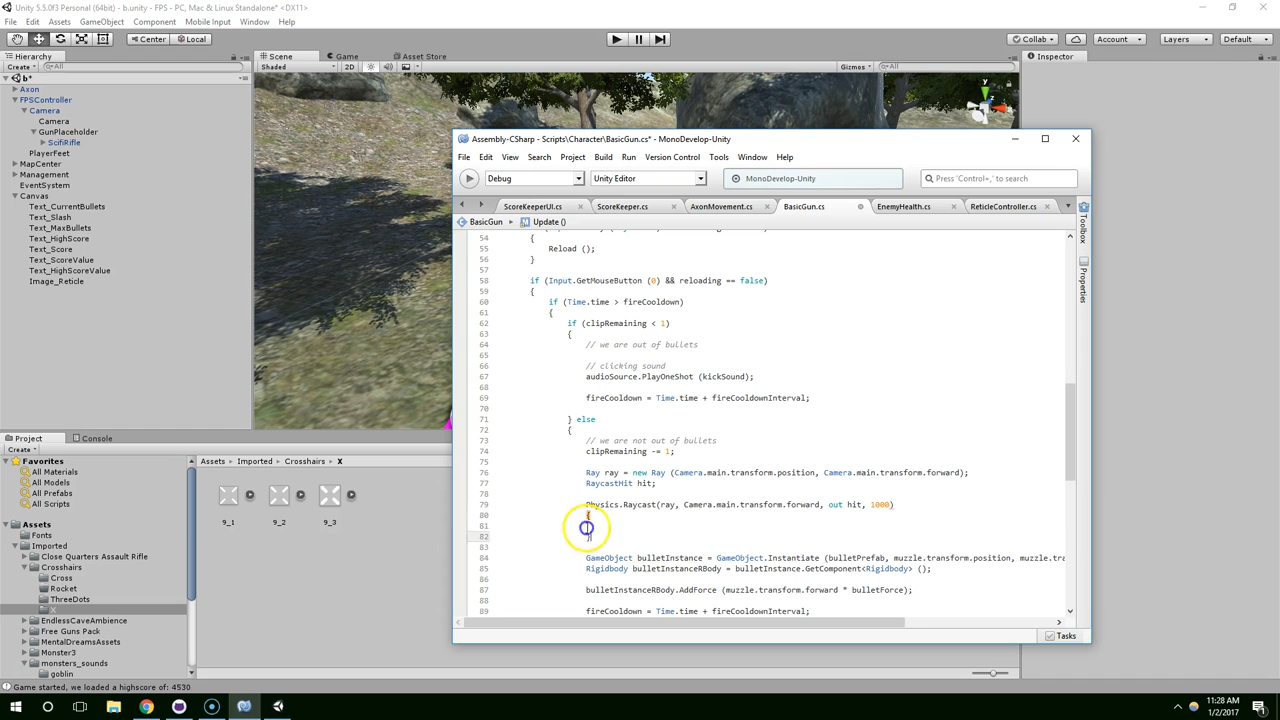 Unity 5.5.0f3 Personal (64bit) - b.unity - FPS - PC, Mac & Linux Standalone* <DX11>
File Edit Assets GameObject Component Mobile Input Window Help
Center Local Collab Account Layers Default
Hierarchy Scene Game Asset Store Inspector
Create All Shaded 2D Gizmos All
b*
Axon
FPSController
Camera
Camera
GunPlaceholder
ScifiRifle
PlayerFeet
MapCenter
Management
EventSystem
Canvas
Text_CurrentBullets
Text_Slash
Text_MaxBullets
Text_HighScore
Text_Score
Text_ScoreValue
Text_HighScoreValue
Image_Reticle
y
x
Assembly-CSharp - Scripts\Character\BasicGun.cs* - MonoDevelop-Unity
File Edit View Search Project Build Run Version Control Tools Window Help
Debug Unity Editor MonoDevelop-Unity Press 'Control+,' to search
ScoreKeeperUI.cs ScoreKeeper.cs AxonMovement.cs BasicGun.cs EnemyHealth.cs ReticleController.cs
BasicGun Update ()
Toolbox
Properties
54 {
55 Reload ();
56 }
57
58 if (Input.GetMouseButton (0) && reloading == false)
59 {
60 if (Time.time > fireCooldown)
61 {
62 if (clipRemaining < 1)
63 {
64 // we are out of bullets
65
66 // clicking sound
67 audioSource.PlayOneShot (kickSound);
68
69 fireCooldown = Time.time + fireCooldownInterval;
70
71 } else
72 {
73 // we are not out of bullets
74 clipRemaining -= 1;
75
76 Ray ray = new Ray (Camera.main.transform.position, Camera.main.transform.forward);
77 RaycastHit hit;
78
79 Physics.Raycast(ray, Camera.main.transform.forward, out hit, 1000)
80 {
81
82 }
83
84 GameObject bulletInstance = GameObject.Instantiate (bulletPrefab, muzzle.transform.position, muzzle.tra
85 Rigidbody bulletInstanceRBody = bulletInstance.GetComponent<Rigidbody> ();
86
87 bulletInstanceRBody.AddForce (muzzle.transform.forward * bulletForce);
88
89 fireCooldown = Time.time + fireCooldownInterval;
Tasks
Project Console
Create
Favorites
All Materials
All Models
All Prefabs
All Scripts
Assets
Fonts
Imported
Close Quarters Assault Rifle
Crosshairs
Cross
Rocket
ThreeDots
X
EndlessCaveAmbience
Free Guns Pack
MentalDreamsAssets
Monster3
monsters_sounds
goblin
Assets Imported Crosshairs X
9_1 9_2 9_3
Game started, we loaded a highscore of: 4530
11:28 AM
1/2/2017